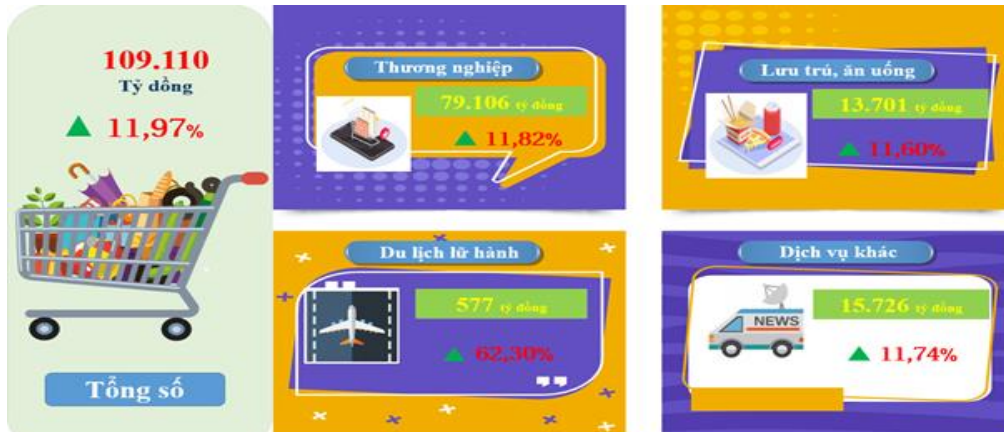 109.110
Tỷ đồng
11,97%
Tổng số
Thương nghiệp
79.106 tỷ đồng
11,82%
Lưu trú, ăn uống
13.701 tỷ đồng
11,60%
Du lịch lữ hành
577 tỷ đồng
62,30%
Dịch vụ khác
NEWS
15.726 tỷ đồng
11,74%